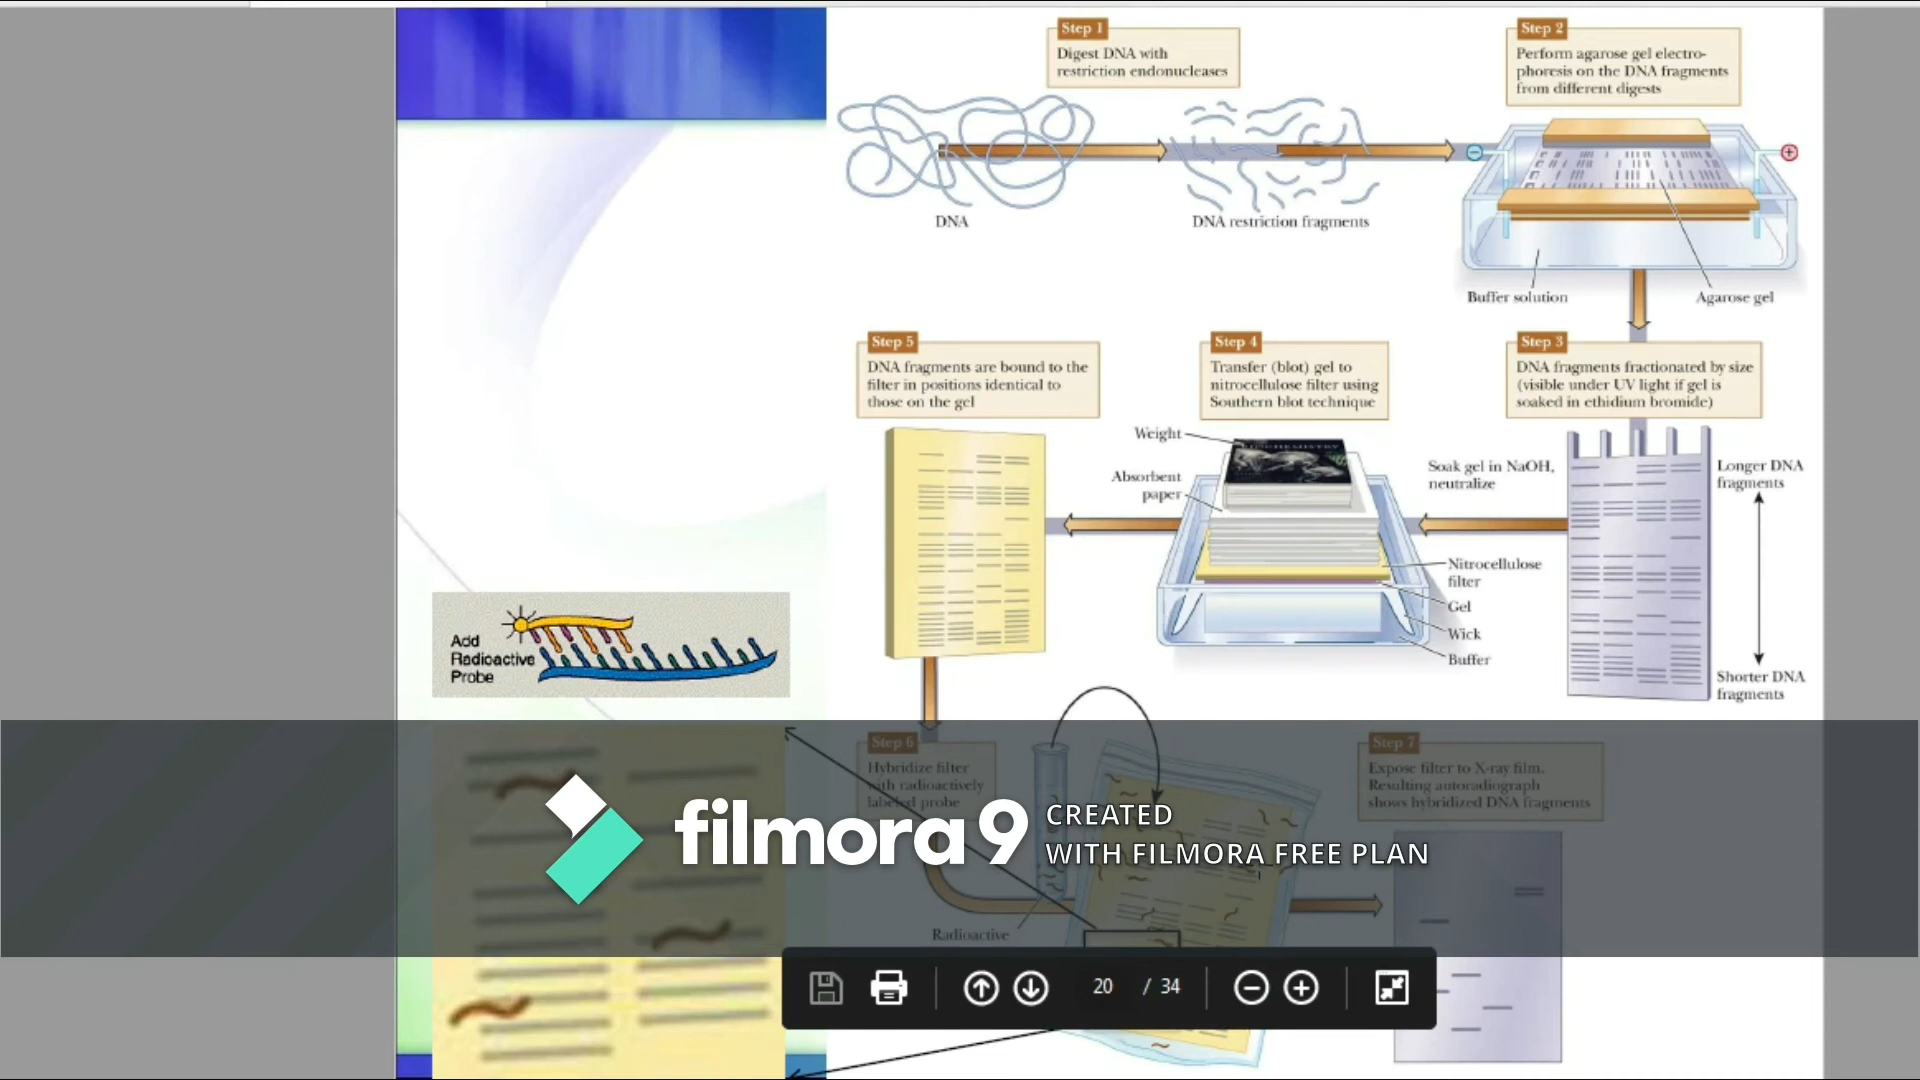 Step 1
Digest DNA with
restriction endonucleases
Step 2
Perform agarose gel electro-
phoresis on the DNA fragments
from different digests
DNA
DNA restriction fragments
Buffer solution
Agarose gel
Step 5
DNA fragments are bound to the
filter in positions identical to
those on the gel
Step 4
Transfer (blot) gel to
nitrocellulose filter using
Southern blot technique
Step 3
DNA fragments fractionated by size
(visible under UV light if gel is
soaked in ethidium bromide)
Weight
Absorbent
paper
Soak gel in NaOH,
neutralize
Longer DNA
fragments
Nitrocellulose
filter
Gel
Wick
Buffer
Shorter DNA
fragments
Add
Radioactive
Probe
Step 6
Hybridize filter
with radioactively
labeled probe
Step 7
Expose filter to X-ray film.
Resulting autoradiograph
shows hybridized DNA fragments
filmora9
CREATED
WITH FILMORA FREE PLAN
Radioactive
20 / 34